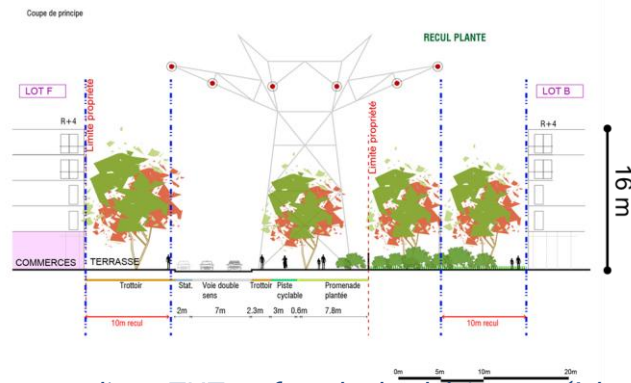 Coupe de principe
RECUL PLANTE
LOT F
LOT B
Limite propriété
Limite propriété
R+4
R+4
16 m
COMMERCES
TERRASSE
Trottoir
Stat.
Voie double sens
Trottoir
Piste cyclable
Promenade plantée
10m recul
2m
7m
2.3m
3m
0.6m
7.8m
10m recul
0m
5m
10m
20m